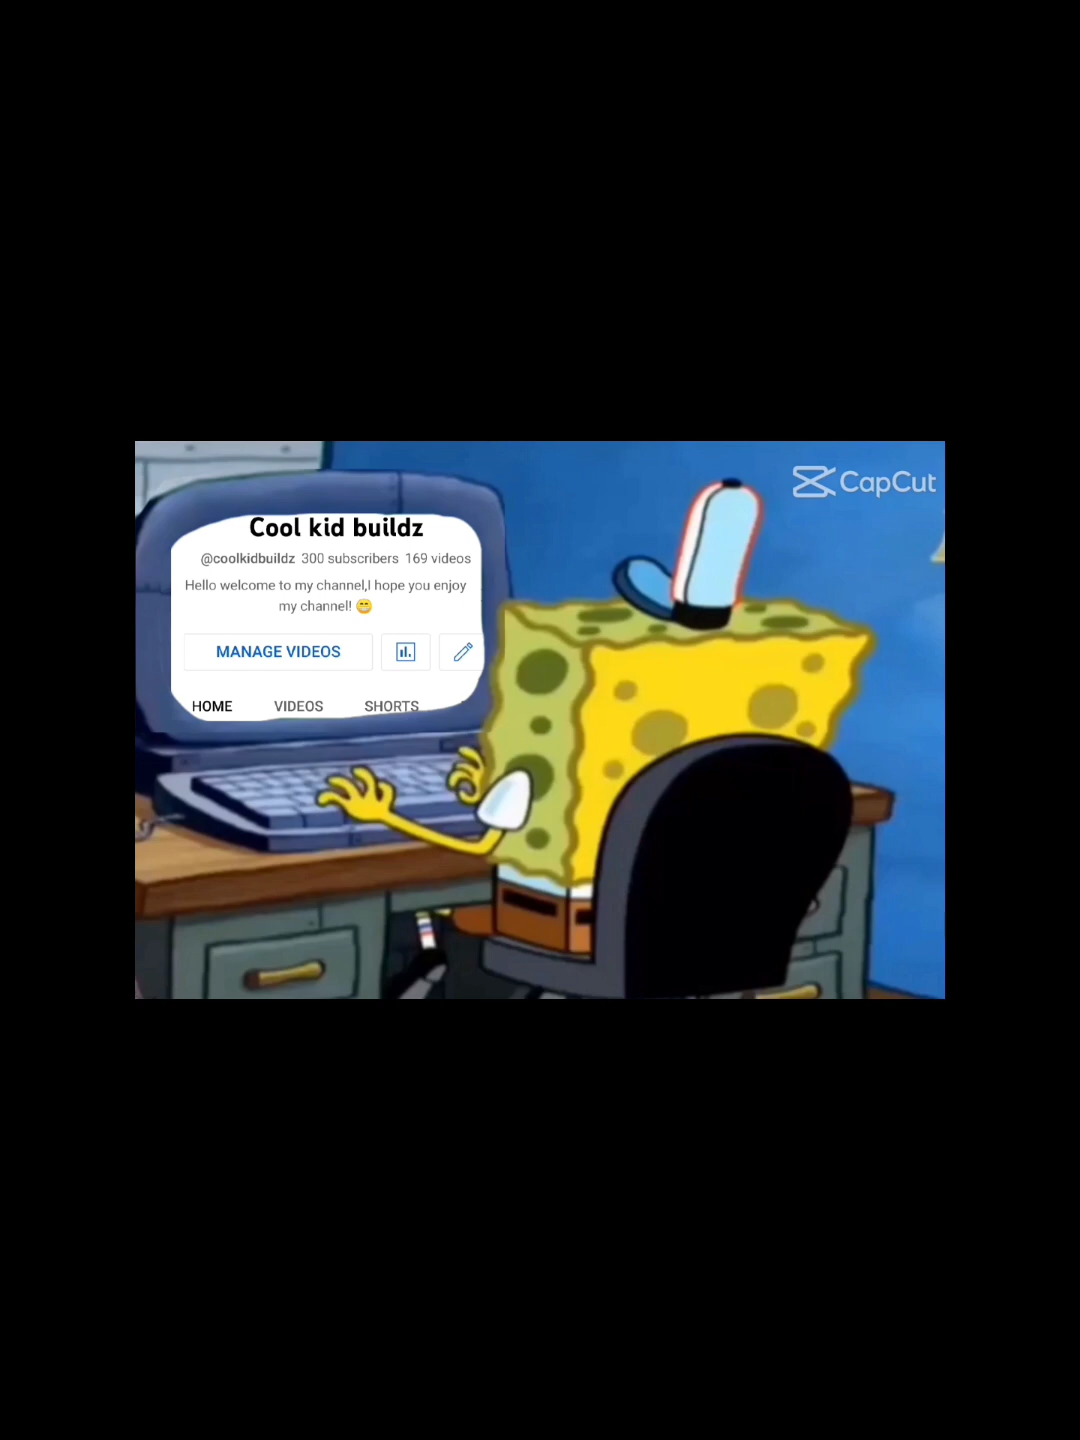 CapCut
Cool kid buildz
@coolkidbuildz 300 subscribers 169 videos
Hello welcome to my channel,I hope you enjoy
my channel! 😁
MANAGE VIDEOS
HOME VIDEOS SHORTS